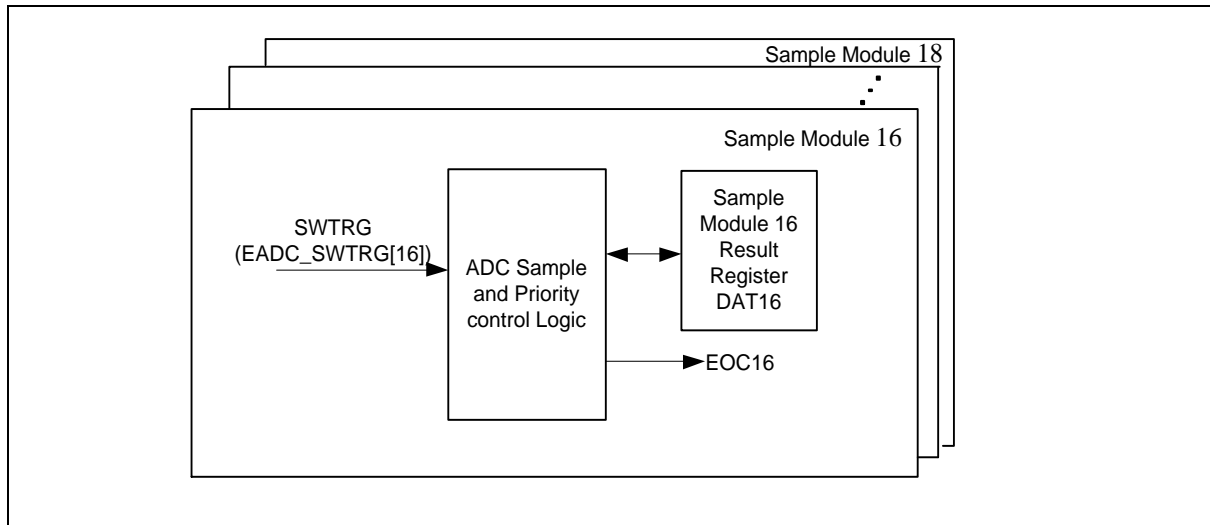 Sample Module 18
Sample Module 16
SWTRG
(EADC_SWTRG[16])
ADC Sample
and Priority
control Logic
Sample
Module 16
Result
Register
DAT16
EOC16